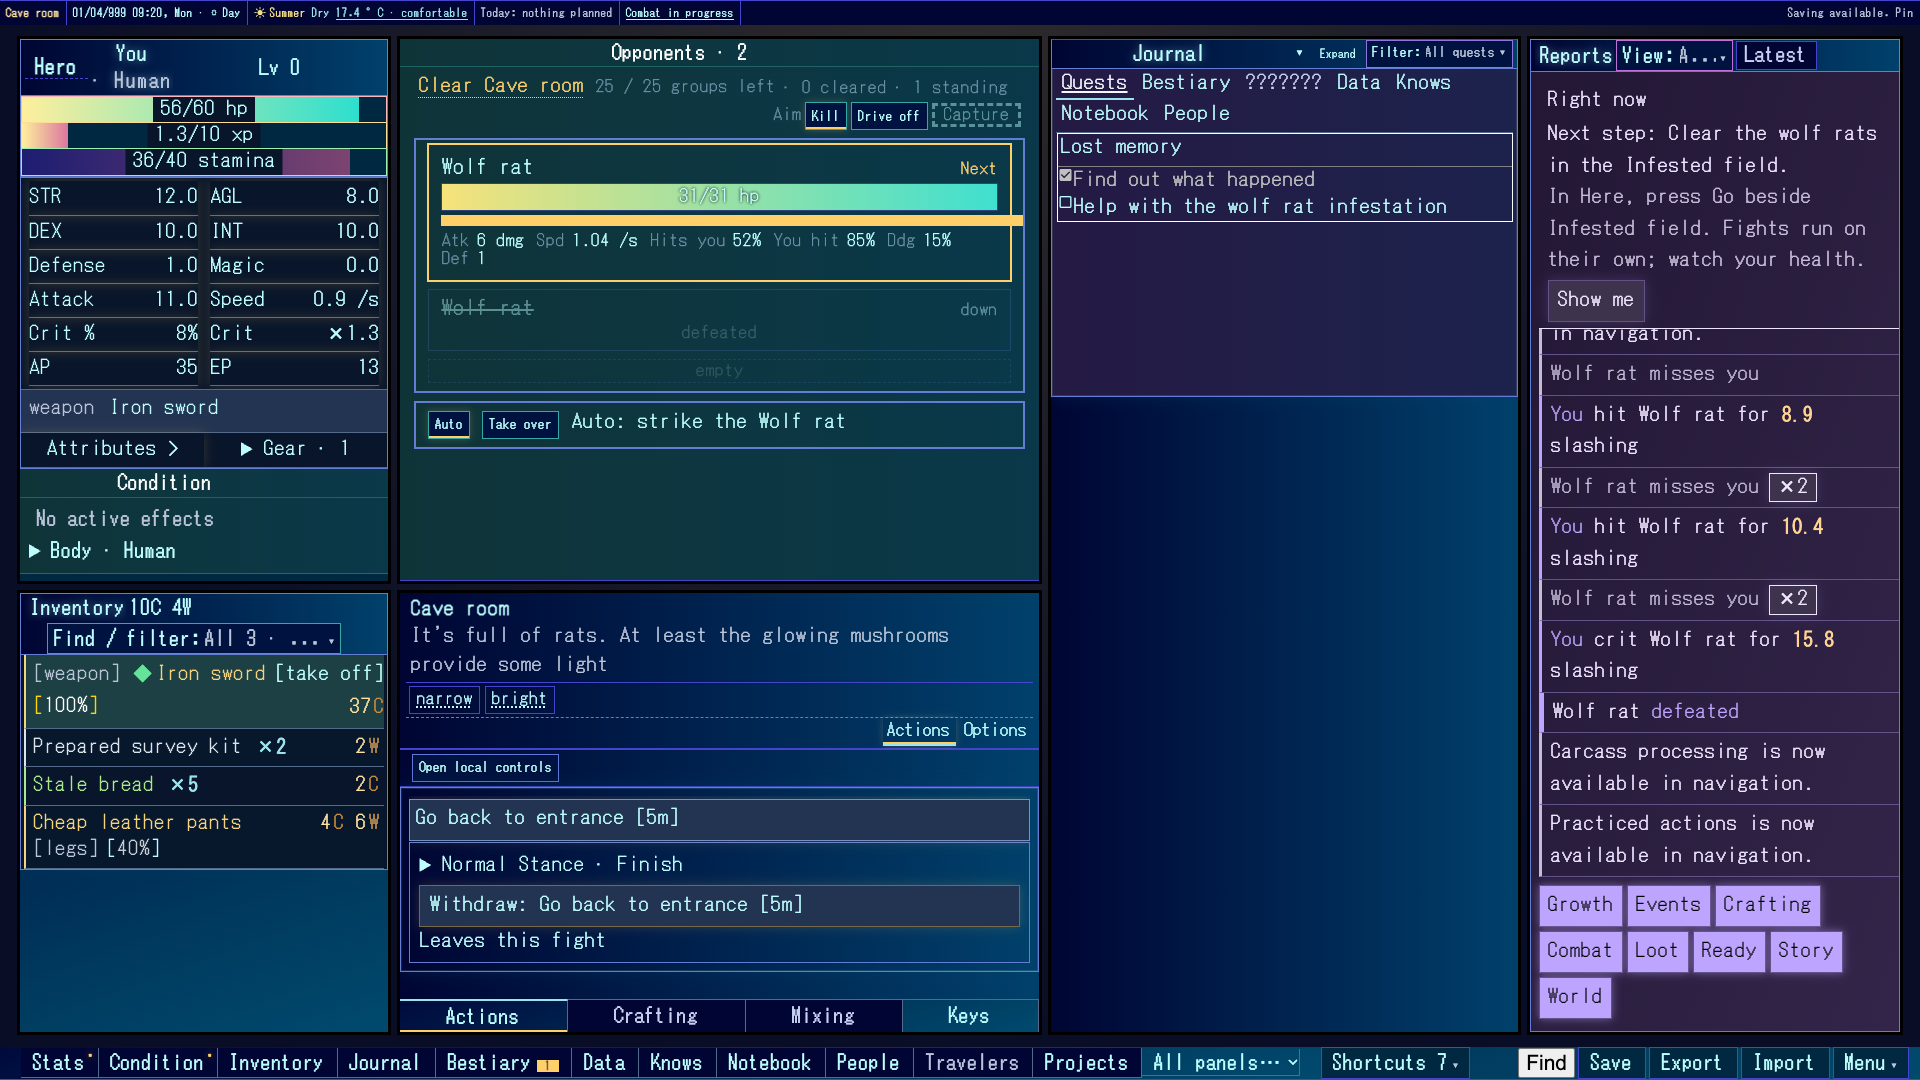 Cave room 01/04/999 09:20, Mon · ☼ Day ☀ Summer Dry 17.4 ° C · comfortable Today: nothing planned Combat in progress Saving available. Pin
Hero · You Human Lv 0
56/60 hp
1.3/10 xp
36/40 stamina
STR 12.0 AGL 8.0
DEX 10.0 INT 10.0
Defense 1.0 Magic 0.0
Attack 11.0 Speed 0.9 /s
Crit % 8% Crit ×1.3
AP 35 EP 13
weapon Iron sword
Attributes > ▶ Gear · 1
Condition
No active effects
▶ Body · Human
Inventory 10C 4W
Find / filter: All 3 · ... ▾
[weapon] ◆ Iron sword [take off]
[100%] 37C
Prepared survey kit ×2 2W
Stale bread ×5 2C
Cheap leather pants 4C 6W
[legs] [40%]
Opponents · 2
Clear Cave room 25 / 25 groups left · 0 cleared · 1 standing
Aim Kill Drive off Capture
Wolf rat Next
31/31 hp
Atk 6 dmg Spd 1.04 /s Hits you 52% You hit 85% Ddg 15%
Def 1
Wolf rat down
defeated
empty
Auto Take over Auto: strike the Wolf rat
Cave room
It's full of rats. At least the glowing mushrooms
provide some light
narrow bright
Actions Options
Open local controls
Go back to entrance [5m]
▶ Normal Stance · Finish
Withdraw: Go back to entrance [5m]
Leaves this fight
Actions Crafting Mixing Keys
Journal ▾ Expand Filter: All quests ▾
Quests Bestiary ??????? Data Knows
Notebook People
Lost memory
☑Find out what happened
☐Help with the wolf rat infestation
Reports View: A... ▾ Latest
Right now
Next step: Clear the wolf rats
in the Infested field.
In Here, press Go beside
Infested field. Fights run on
their own; watch your health.
Show me
in navigation.
Wolf rat misses you
You hit Wolf rat for 8.9
slashing
Wolf rat misses you ×2
You hit Wolf rat for 10.4
slashing
Wolf rat misses you ×2
You crit Wolf rat for 15.8
slashing
Wolf rat defeated
Carcass processing is now
available in navigation.
Practiced actions is now
available in navigation.
Growth Events Crafting
Combat Loot Ready Story
World
Stats Condition Inventory Journal Bestiary 1 Data Knows Notebook People Travelers Projects All panels... Shortcuts 7 ▾ Find Save Export Import Menu ▾